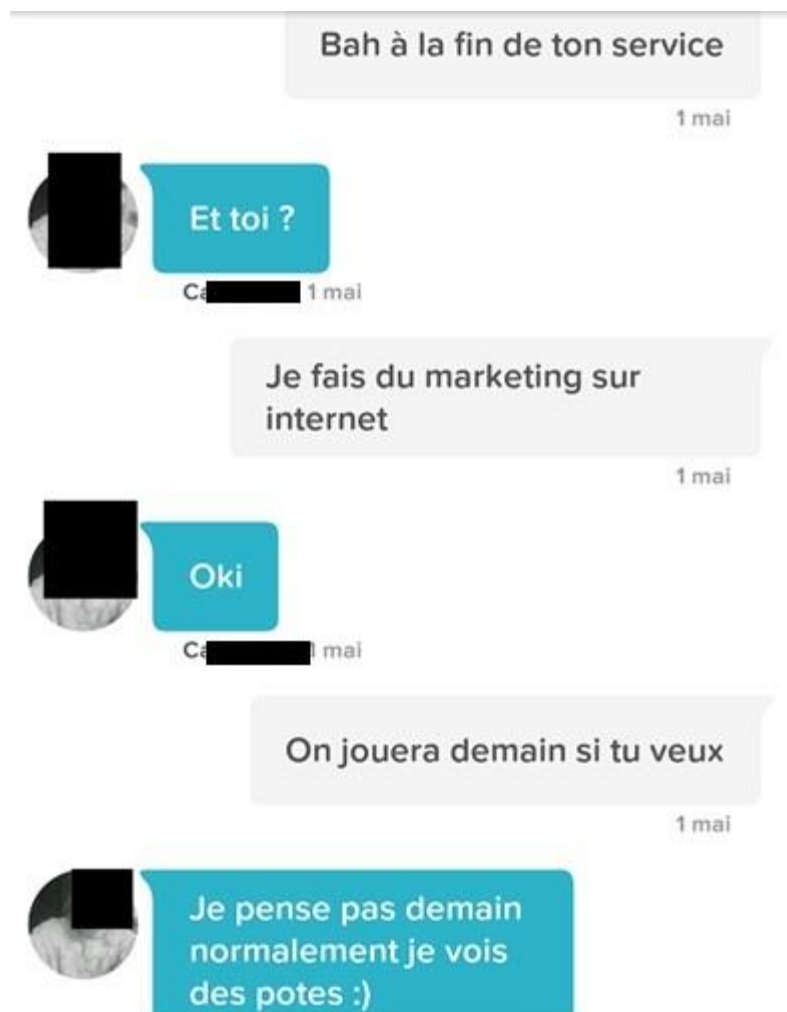 Bah à la fin de ton service
1 mai
Et toi ?
1 mai
Je fais du marketing sur
internet
1 mai
Oki
mai
On jouera demain si tu veux
1 mai
Je pense pas demain
normalement je vois
des potes :)